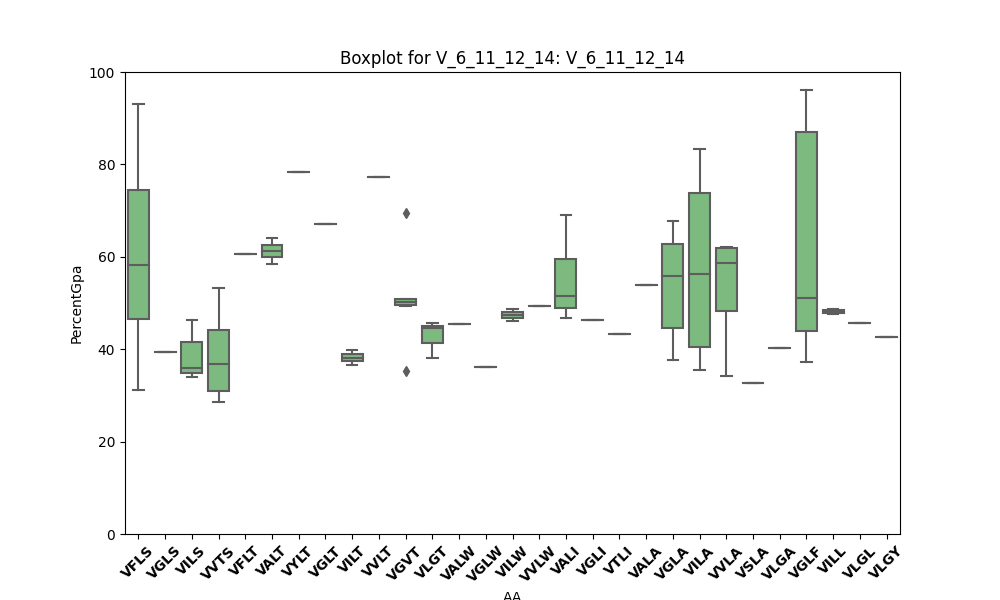 Boxplot for V_6_11_12_14: V_6_11_12_14
PercentGpa
100
80
60
40
20
0
VFLS VGLS VILS VVTS VFLT VALT VYLT VGLT VILT VVLT VGVT VLGT VALW VGLW VILW VVLW VALI VGLI VTLI VALA VGLA VILA VVLA VSLA VLGA VGLF VILL VLGL VLGY
AA